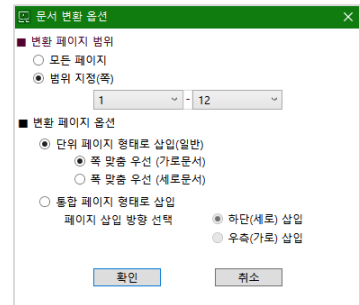 문서 변환 옵션
■ 변환 페이지 범위
모든 페이지
범위 지정(쪽)
1 - 12
■ 변환 페이지 옵션
단위 페이지 형태로 삽입(일반)
쪽 맞춤 우선 (가로문서)
쪽 맞춤 우선 (세로문서)
통합 페이지 형태로 삽입
페이지 삽입 방향 선택 하단(세로) 삽입
우측(가로) 삽입
확인 취소